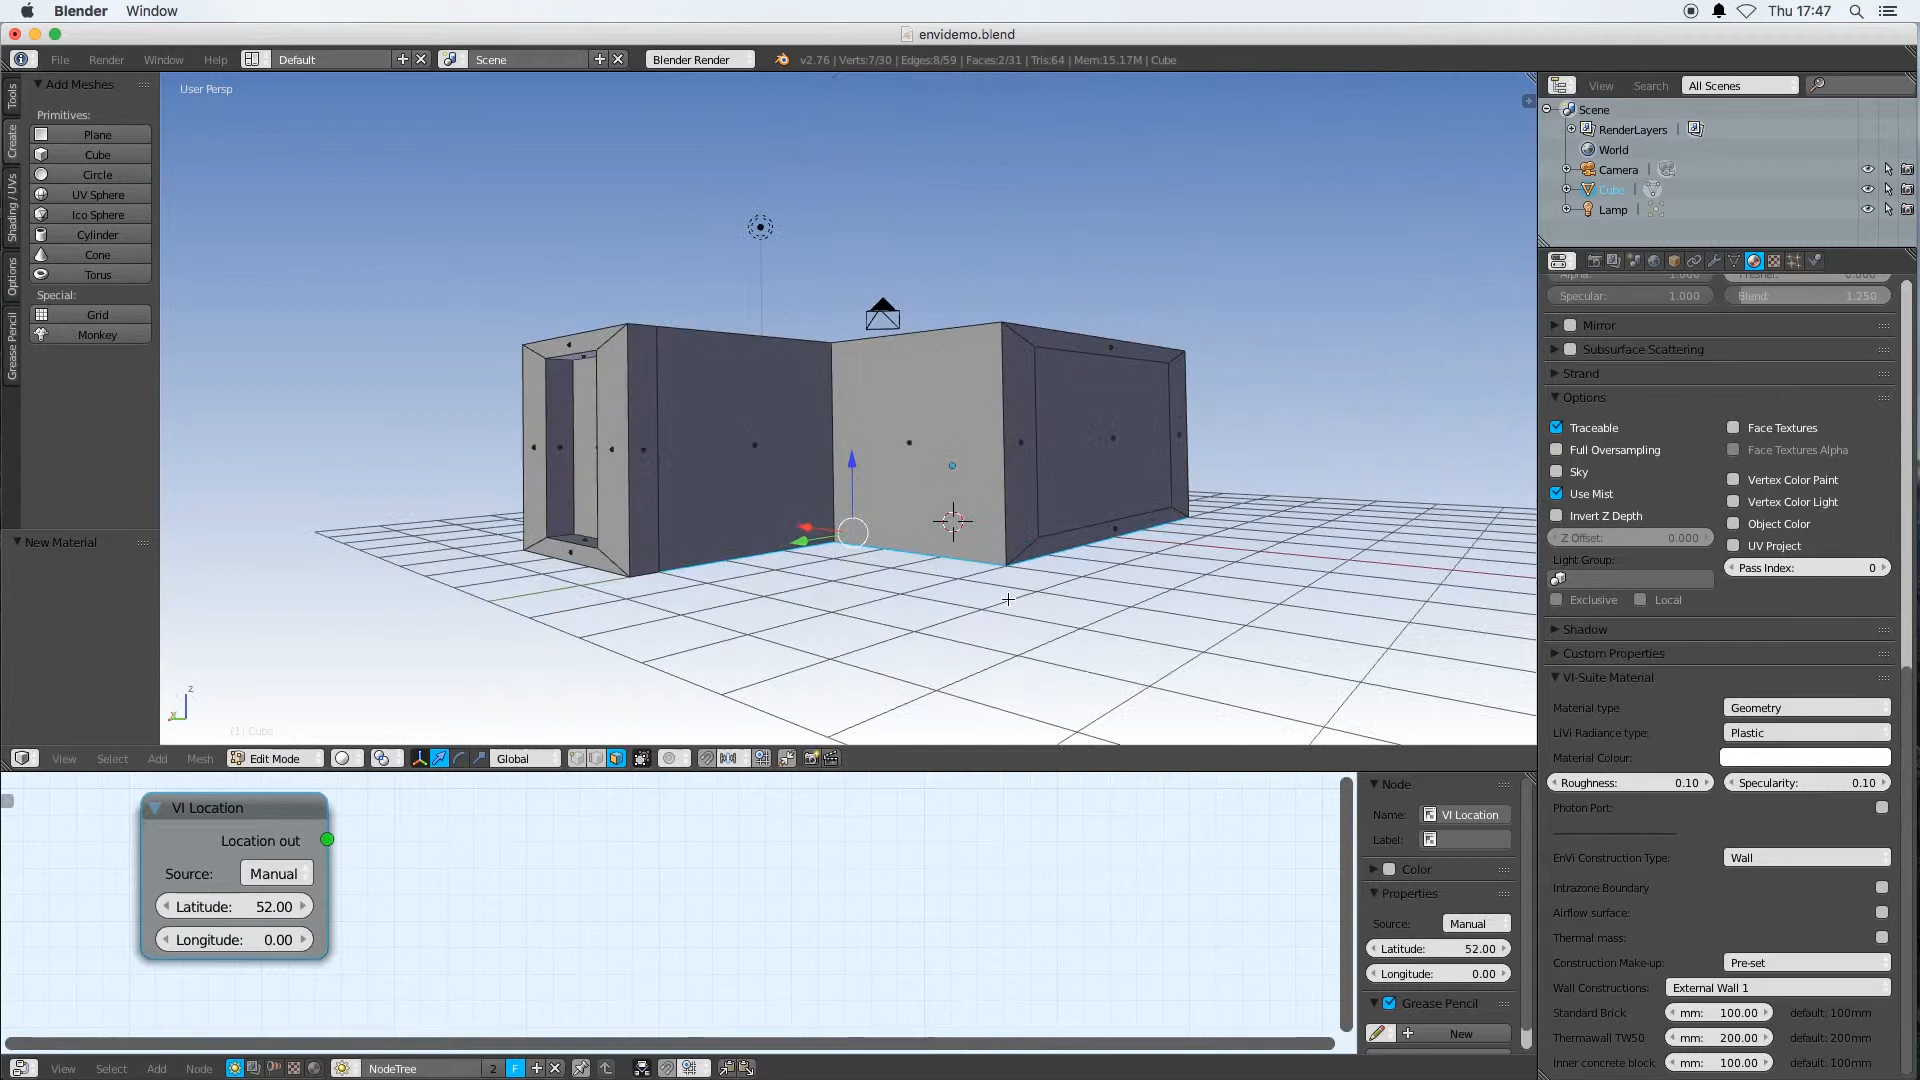 Blender Window Thu 17:47
envidemo.blend
File Render Window Help Default Scene Blender Render v2.76 | Verts:7/30 | Edges:8/59 | Faces:2/31 | Tris:64 | Mem:15.17M | Cube
Add Meshes
Primitives:
Plane
Cube
Circle
UV Sphere
Ico Sphere
Cylinder
Cone
Torus
Special:
Grid
Monkey
Tools
Create
Shading / UVs
Options
Grease Pencil
New Material
User Persp
z
x
(1) Cube
View Search All Scenes
Scene
RenderLayers
World
Camera
Cube
Lamp
Alpha: 1.000 Fresnel: 0.000
Specular: 1.000 Blend: 1.250
Mirror
Subsurface Scattering
Strand
Options
Traceable Face Textures
Full Oversampling Face Textures Alpha
Sky Vertex Color Paint
Use Mist Vertex Color Light
Invert Z Depth Object Color
Z Offset: 0.000 UV Project
Light Group: Pass Index: 0
Exclusive Local
Shadow
Custom Properties
VI-Suite Material
Material type Geometry
LiVi Radiance type: Plastic
Material Colour:
Roughness: 0.10 Specularity: 0.10
Photon Port:
EnVi Construction Type: Wall
Intrazone Boundary
Airflow surface:
Thermal mass:
Construction Make-up: Pre-set
Wall Constructions: External Wall 1
Standard Brick mm: 100.00 default: 100mm
Thermawall TW50 mm: 200.00 default: 200mm
Inner concrete block mm: 100.00 default: 100mm
View Select Add Mesh Edit Mode Global
VI Location
Location out
Source: Manual
Latitude: 52.00
Longitude: 0.00
Node
Name: VI Location
Label:
Color
Properties
Source: Manual
Latitude: 52.00
Longitude: 0.00
Grease Pencil
New
View Select Add Node NodeTree 2 F